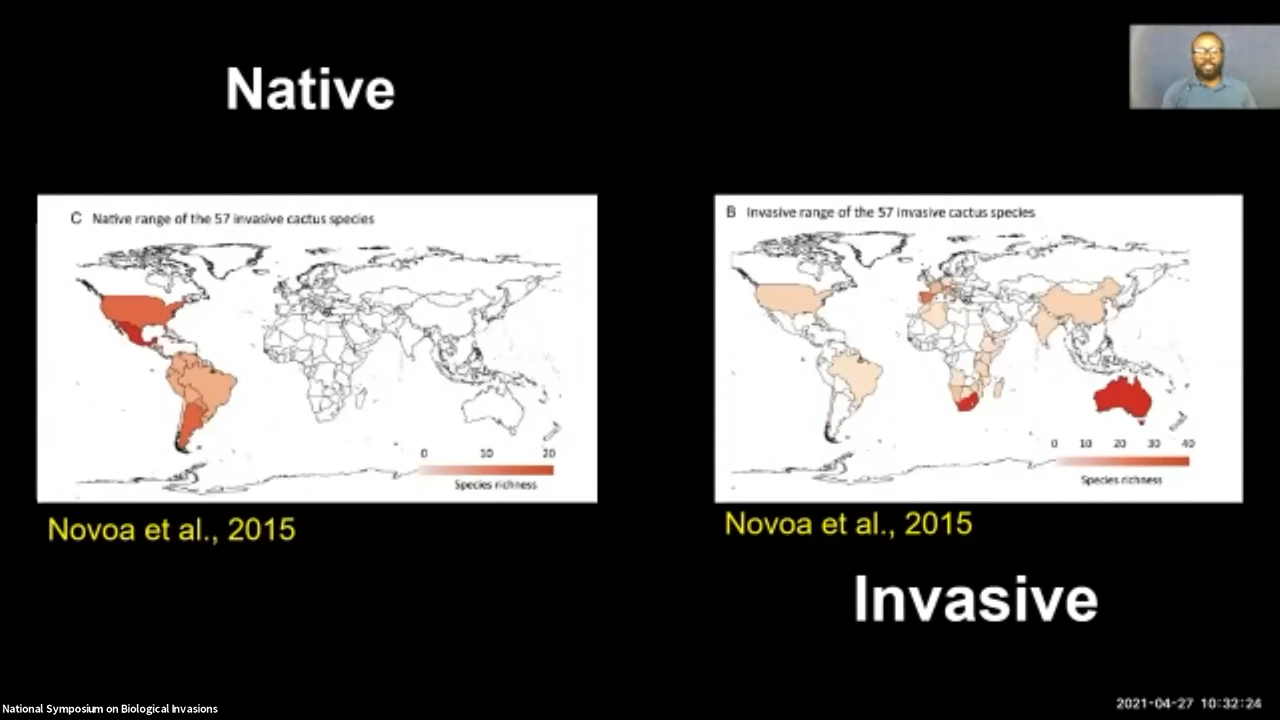 Native
C Native range of the 57 invasive cactus species
0 10 20
Species richness
Novoa et al., 2015
B Invasive range of the 57 invasive cactus species
0 10 20 30 40
Species richness
Novoa et al., 2015
Invasive
National Symposium on Biological Invasions
2021-04-27 10:32:24